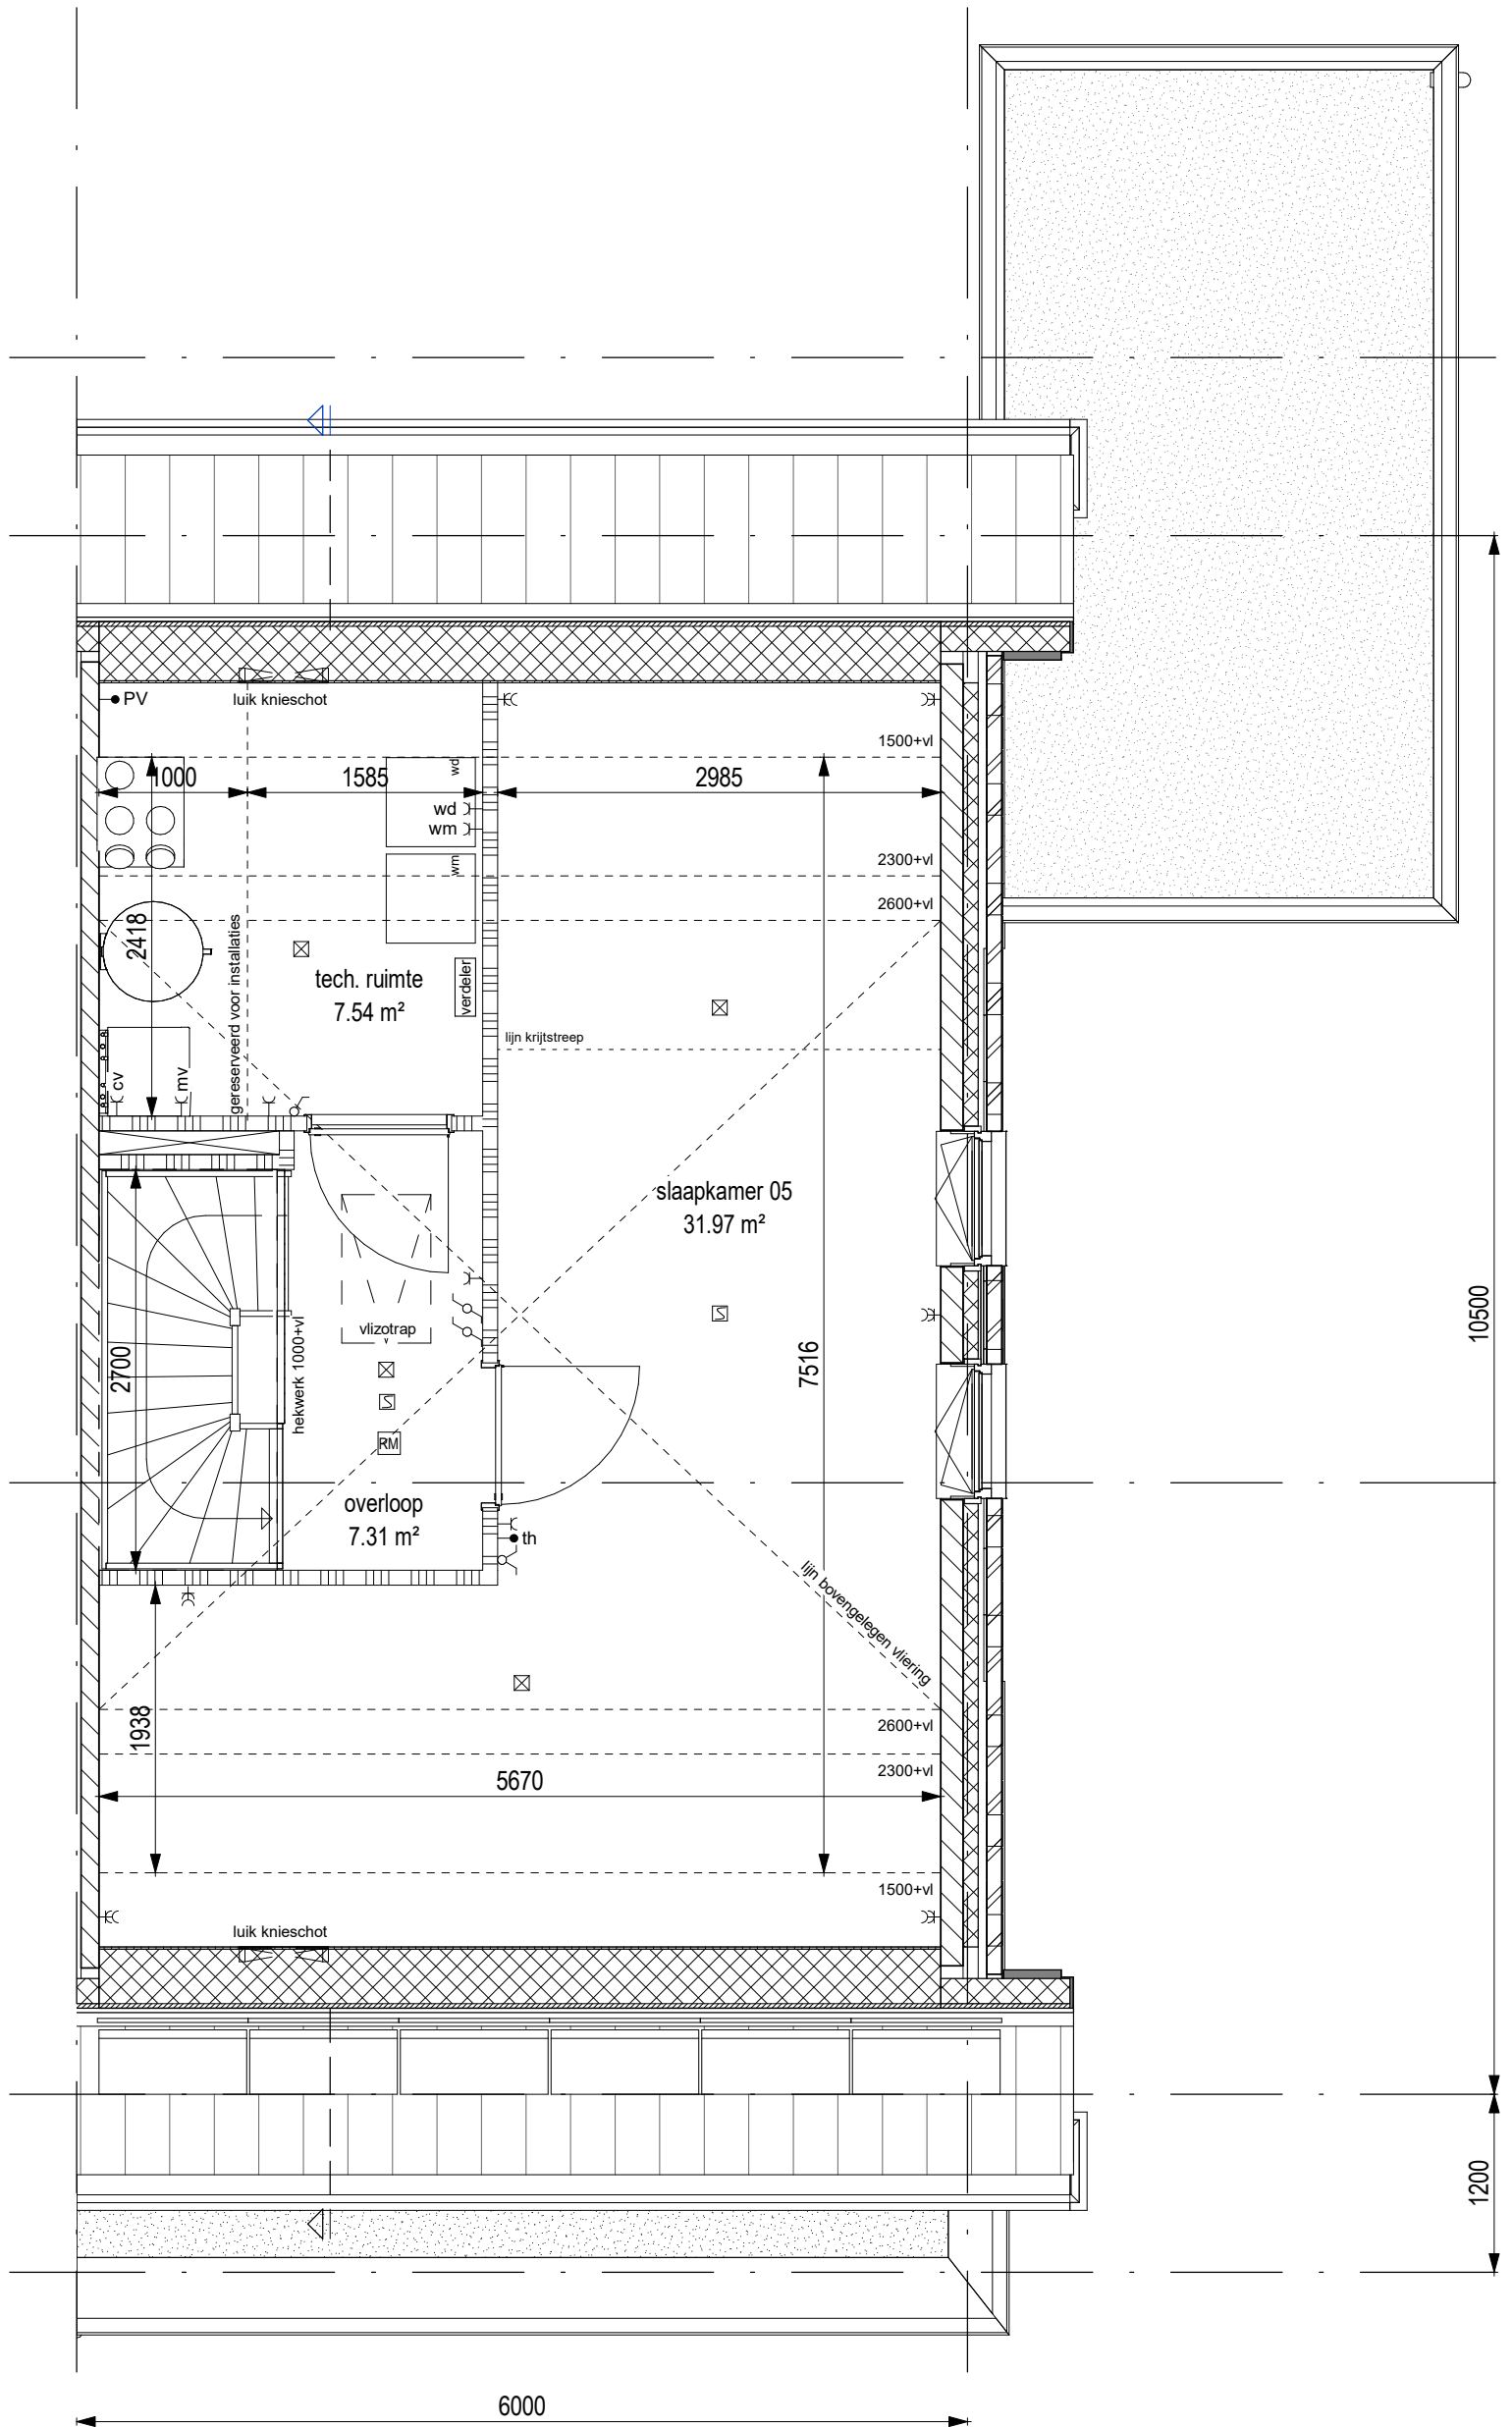 PV
luik knieschot
1500+vl
1000
1585
2985
wd
wd
wm
wm
2300+vl
2600+vl
2418
gereserveerd voor installaties
tech. ruimte
7.54 m²
verdeler
lijn krijtstreep
cv
mv
slaapkamer 05
31.97 m²
10500
vlizotrap
hekwerk 1000+vl
2700
7516
RM
overloop
7.31 m²
th
lijn bovengelegen vliering
1938
2600+vl
2300+vl
5670
1500+vl
luik knieschot
1200
6000